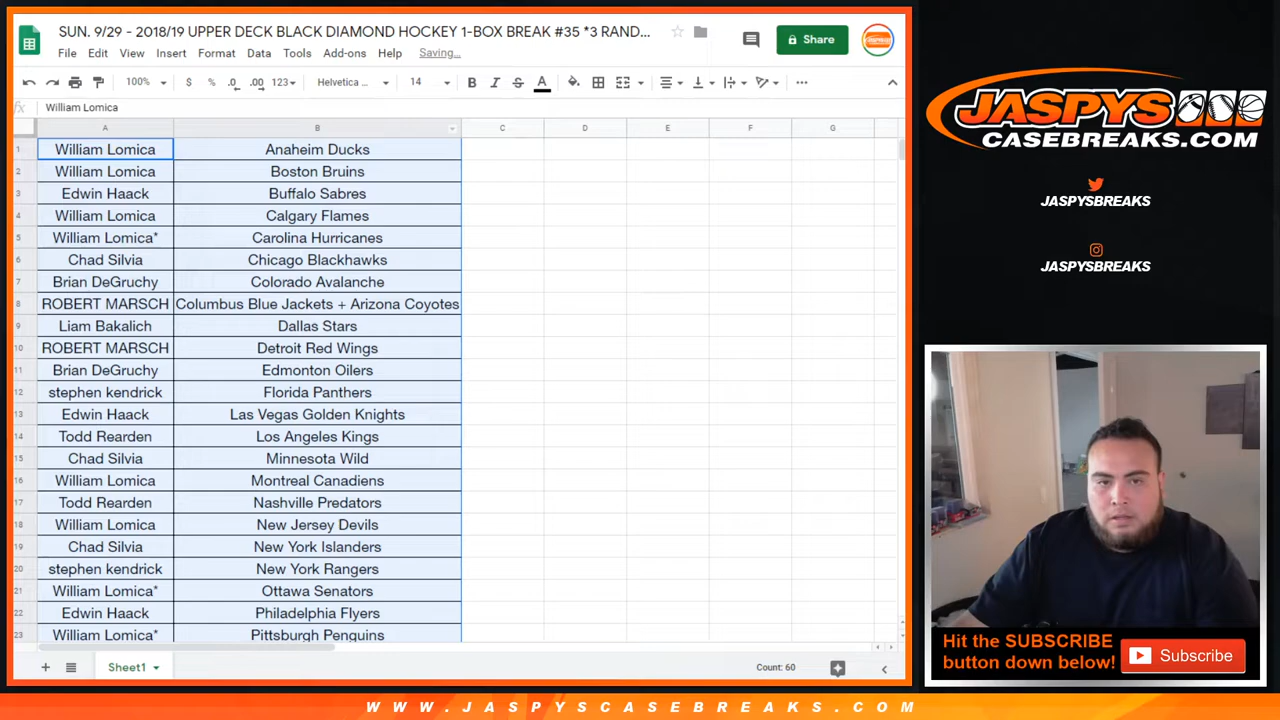 SUN. 9/29 - 2018/19 UPPER DECK BLACK DIAMOND HOCKEY 1-BOX BREAK #35 *3 RAND...
File Edit View Insert Format Data Tools Add-ons Help Saving...
Share
100% $ % .0 .00 123 Helvetica ... 14 B I S A ...
fx William Lomica
A B C D E F G
1 William Lomica Anaheim Ducks
2 William Lomica Boston Bruins
3 Edwin Haack Buffalo Sabres
4 William Lomica Calgary Flames
5 William Lomica* Carolina Hurricanes
6 Chad Silvia Chicago Blackhawks
7 Brian DeGruchy Colorado Avalanche
8 ROBERT MARSCH Columbus Blue Jackets + Arizona Coyotes
9 Liam Bakalich Dallas Stars
10 ROBERT MARSCH Detroit Red Wings
11 Brian DeGruchy Edmonton Oilers
12 stephen kendrick Florida Panthers
13 Edwin Haack Las Vegas Golden Knights
14 Todd Rearden Los Angeles Kings
15 Chad Silvia Minnesota Wild
16 William Lomica Montreal Canadiens
17 Todd Rearden Nashville Predators
18 William Lomica New Jersey Devils
19 Chad Silvia New York Islanders
20 stephen kendrick New York Rangers
21 William Lomica* Ottawa Senators
22 Edwin Haack Philadelphia Flyers
23 William Lomica* Pittsburgh Penguins
Sheet1
Count: 60
JASPYS
CASEBREAKS.COM
JASPYSBREAKS
JASPYSBREAKS
Hit the SUBSCRIBE
button down below!
Subscribe
WWW.JASPYSCASEBREAKS.COM